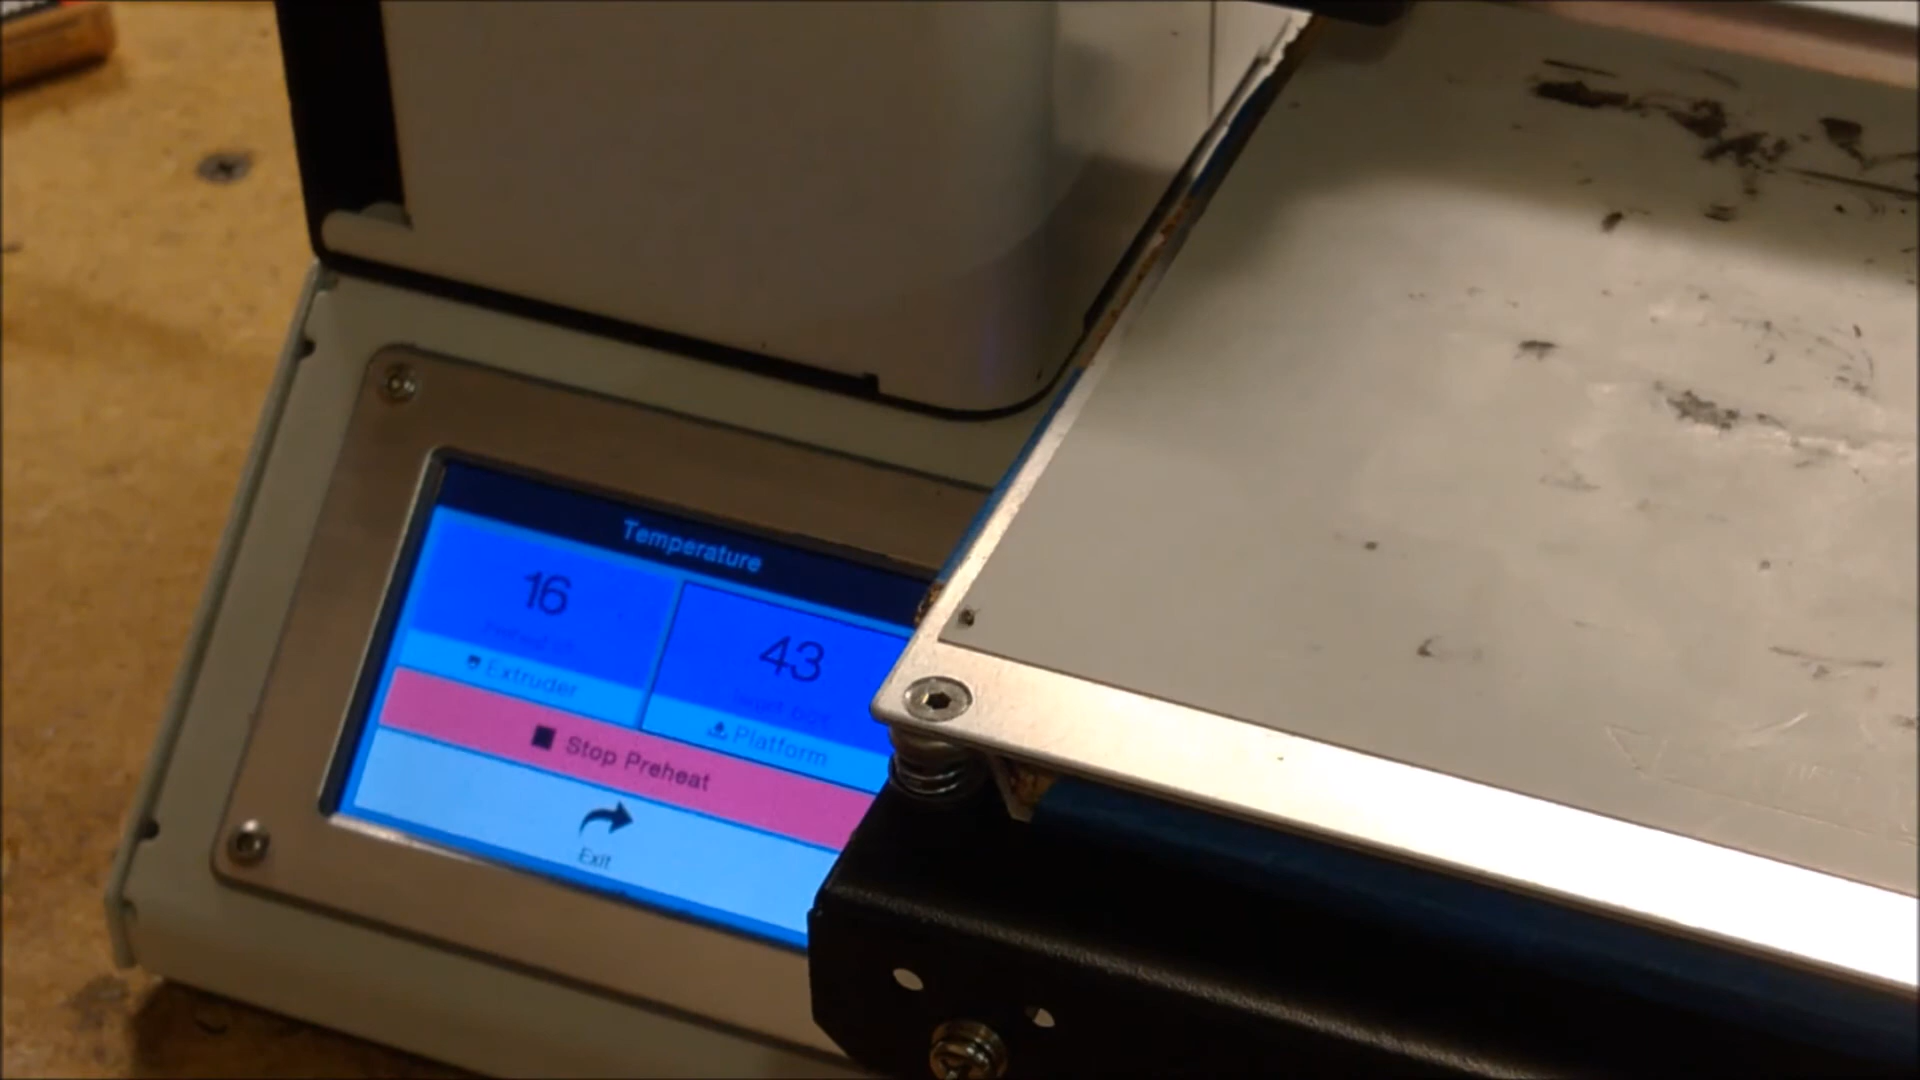 Temperature
16
43
Extruder
Platform
Stop Preheat
Exit